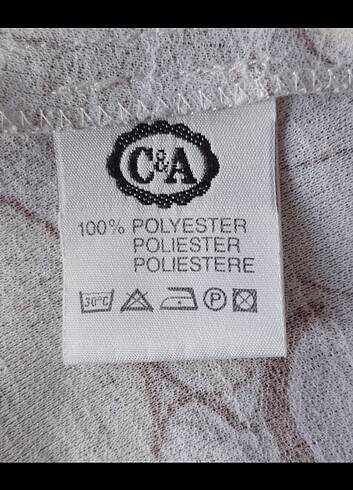 C&A
100% POLYESTER
POLIESTER
POLIESTERE
30°C P